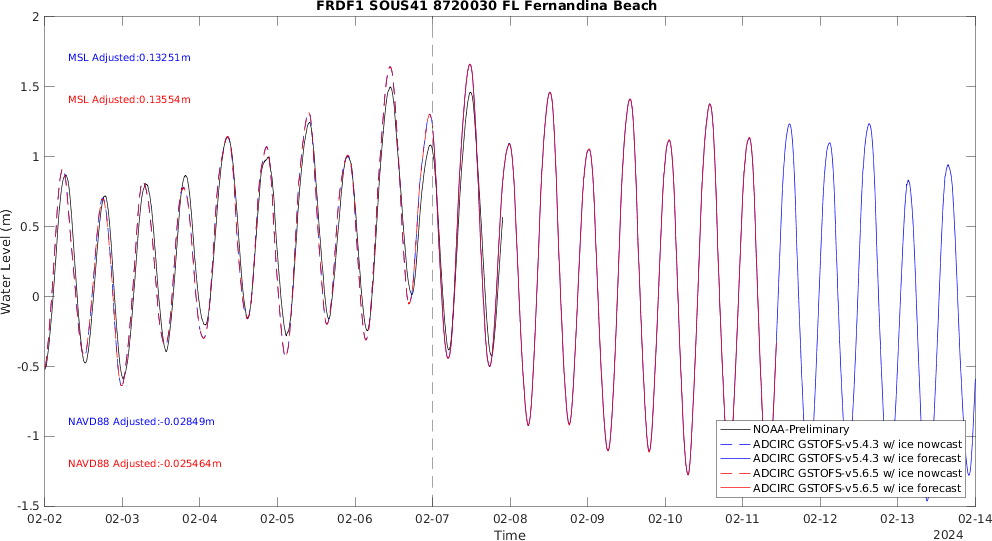 FRDF1 SOUS41 8720030 FL Fernandina Beach
2
1.5
1
0.5
0
-0.5
-1
-1.5
Water Level (m)
MSL Adjusted:0.13251m
MSL Adjusted:0.13554m
NAVD88 Adjusted:-0.02849m
NAVD88 Adjusted:-0.025464m
NOAA-Preliminary
ADCIRC GSTOFS-v5.4.3 w/ ice nowcast
ADCIRC GSTOFS-v5.4.3 w/ ice forecast
ADCIRC GSTOFS-v5.6.5 w/ ice nowcast
ADCIRC GSTOFS-v5.6.5 w/ ice forecast
02-02 02-03 02-04 02-05 02-06 02-07 02-08 02-09 02-10 02-11 02-12 02-13 02-14
Time
2024